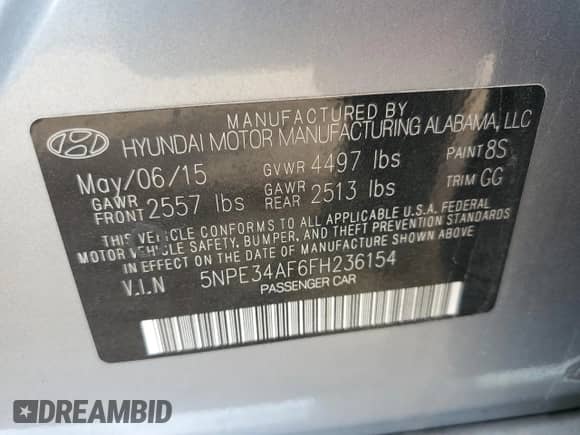 MANUFACTURED BY
HYUNDAI MOTOR MANUFACTURING ALABAMA, LLC
May/06/15 GVWR 4497 lbs PAINT 8S
GAWR FRONT 2557 lbs GAWR REAR 2513 lbs TRIM GG
THIS VEHICLE CONFORMS TO ALL APPLICABLE U.S.A. FEDERAL
MOTOR VEHICLE SAFETY, BUMPER, AND THEFT PREVENTION
STANDARDS IN EFFECT ON THE DATE OF MANUFACTURE SHOWN
ABOVE.
V.I.N 5NPE34AF6FH236154
PASSENGER CAR
DREAMBID